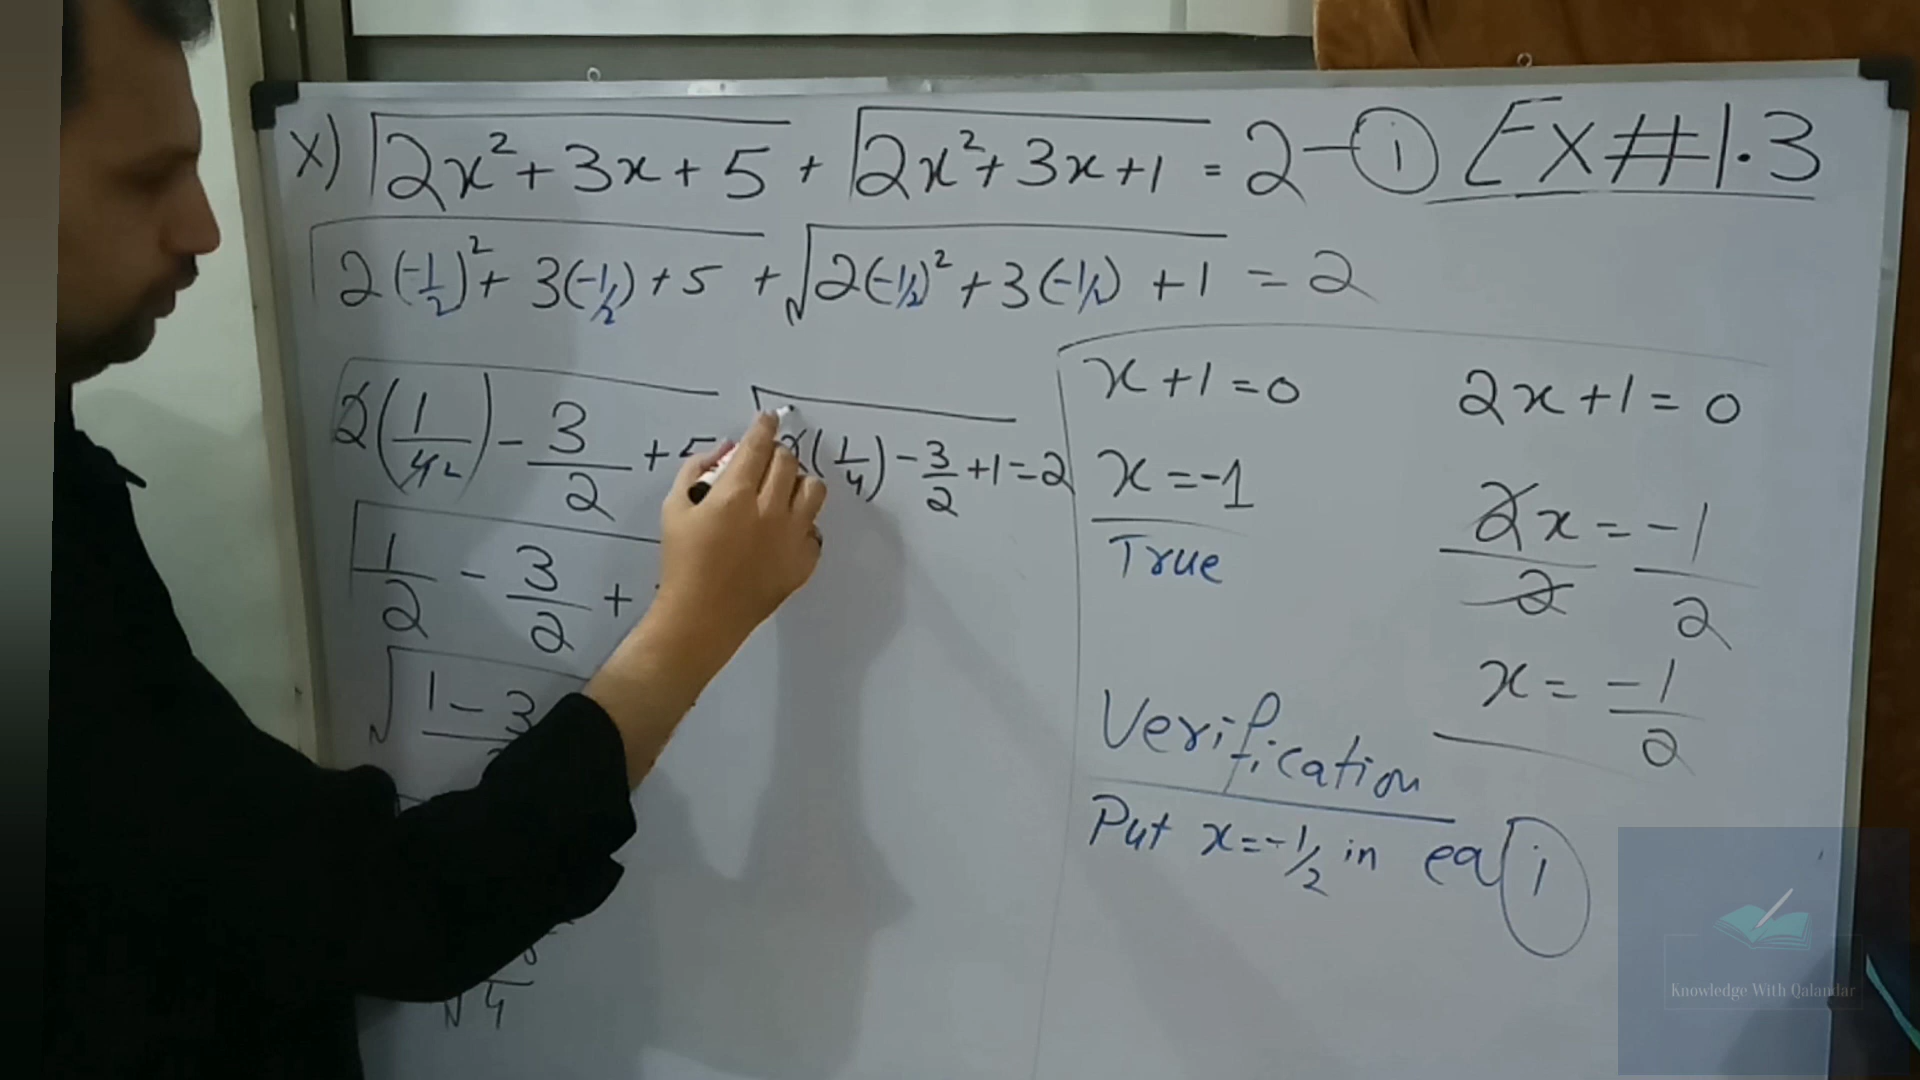 x) √2x²+3x+5 + √2x²+3x+1 = 2 — (i) Ex#1.3
√2(-1/2)²+ 3(-1/2)+5 + √2(-1/2)²+3(-1/2)+1 = 2
√2(1/4 2) - 3/2 +5 √2(1/4) - 3/2 +1=2
√1/2 - 3/2 +
√1-3
√4
x+1=0
x=-1
True
2x+1=0
2x/2 = -1/2
x= -1/2
Verification
Put x=-1/2 in eq (i)
Knowledge With Qalandar